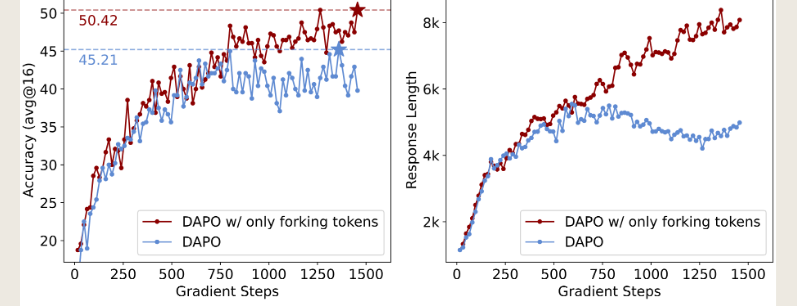 50
45
40
35
30
25
20
Accuracy (avg@16)
50.42
45.21
DAPO w/ only forking tokens
DAPO
0 250 500 750 1000 1250 1500
Gradient Steps
8k
6k
4k
2k
Response Length
DAPO w/ only forking tokens
DAPO
0 250 500 750 1000 1250 1500
Gradient Steps